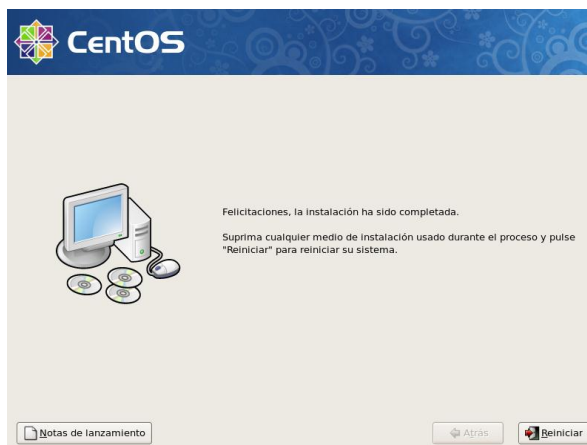 CentOS
Felicitaciones, la instalación ha sido completada.
Suprima cualquier medio de instalación usado durante el proceso y pulse
"Reiniciar" para reiniciar su sistema.
Notas de lanzamiento
Atrás
Reiniciar